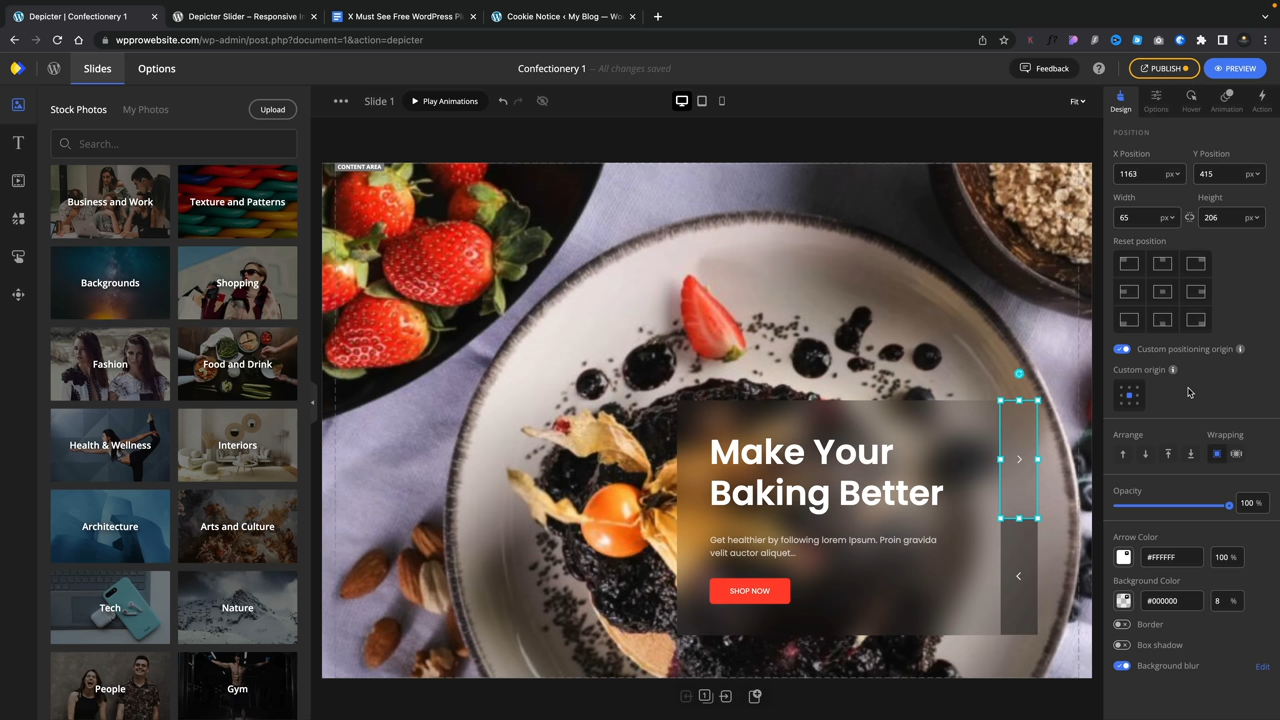 Depicter | Confectionery 1
Depicter Slider – Responsive I
X Must See Free WordPress Pl
Cookie Notice ‹ My Blog — Wo
wpprowebsite.com/wp-admin/post.php?document=1&action=depicter
Slides
Options
Confectionery 1 – All changes saved
Feedback
PUBLISH
PREVIEW
Stock Photos
My Photos
Upload
Search...
Business and Work
Texture and Patterns
Backgrounds
Shopping
Fashion
Food and Drink
Health & Wellness
Interiors
Architecture
Arts and Culture
Tech
Nature
People
Gym
Slide 1
Play Animations
Fit
CONTENT AREA
Make Your
Baking Better
Get healthier by following lorem Ipsum. Proin gravida
velit auctor aliquet...
SHOP NOW
1
Design
Options
Hover
Animation
Action
POSITION
X Position
Y Position
1163 px
415 px
Width
Height
65 px
206 px
Reset position
Custom positioning origin
Custom origin
Arrange
Wrapping
Opacity
100 %
Arrow Color
#FFFFFF
100 %
Background Color
#000000
8 %
Border
Box shadow
Background blur
Edit